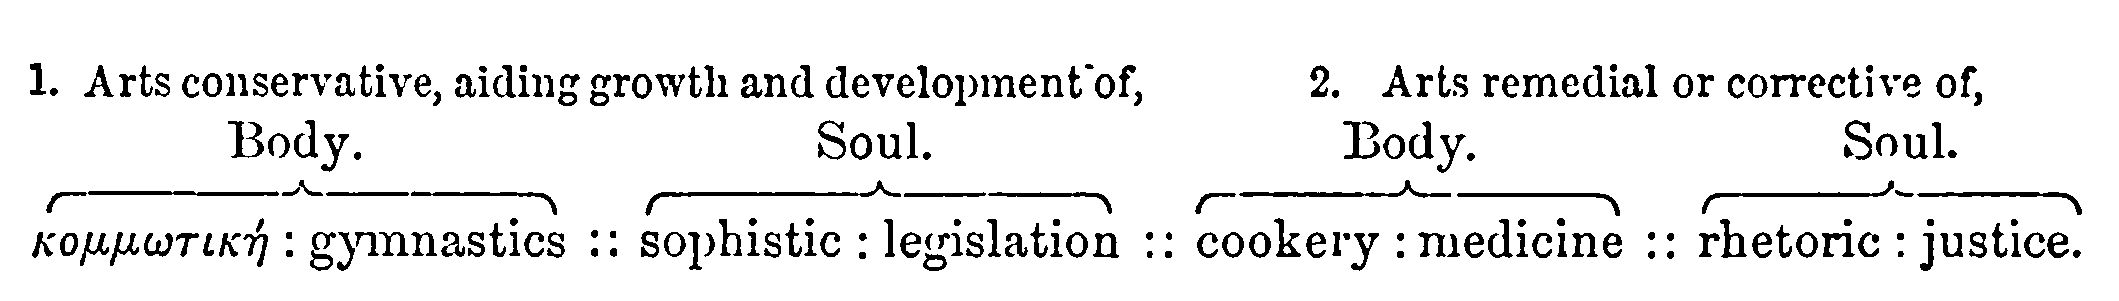 1. Arts conservative, aiding growth and development of, 2. Arts remedial or corrective of,
Body. Soul. Body. Soul.
κομμωτική : gymnastics :: sophistic : legislation :: cookery : medicine :: rhetoric : justice.